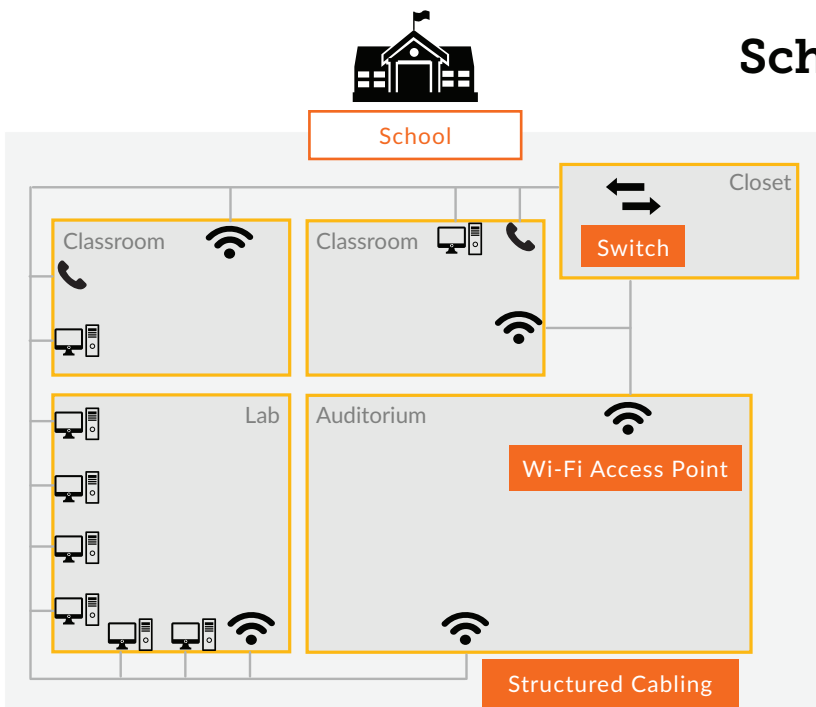 Sch
School
Closet
Switch
Classroom
Classroom
Lab
Auditorium
Wi-Fi Access Point
Structured Cabling